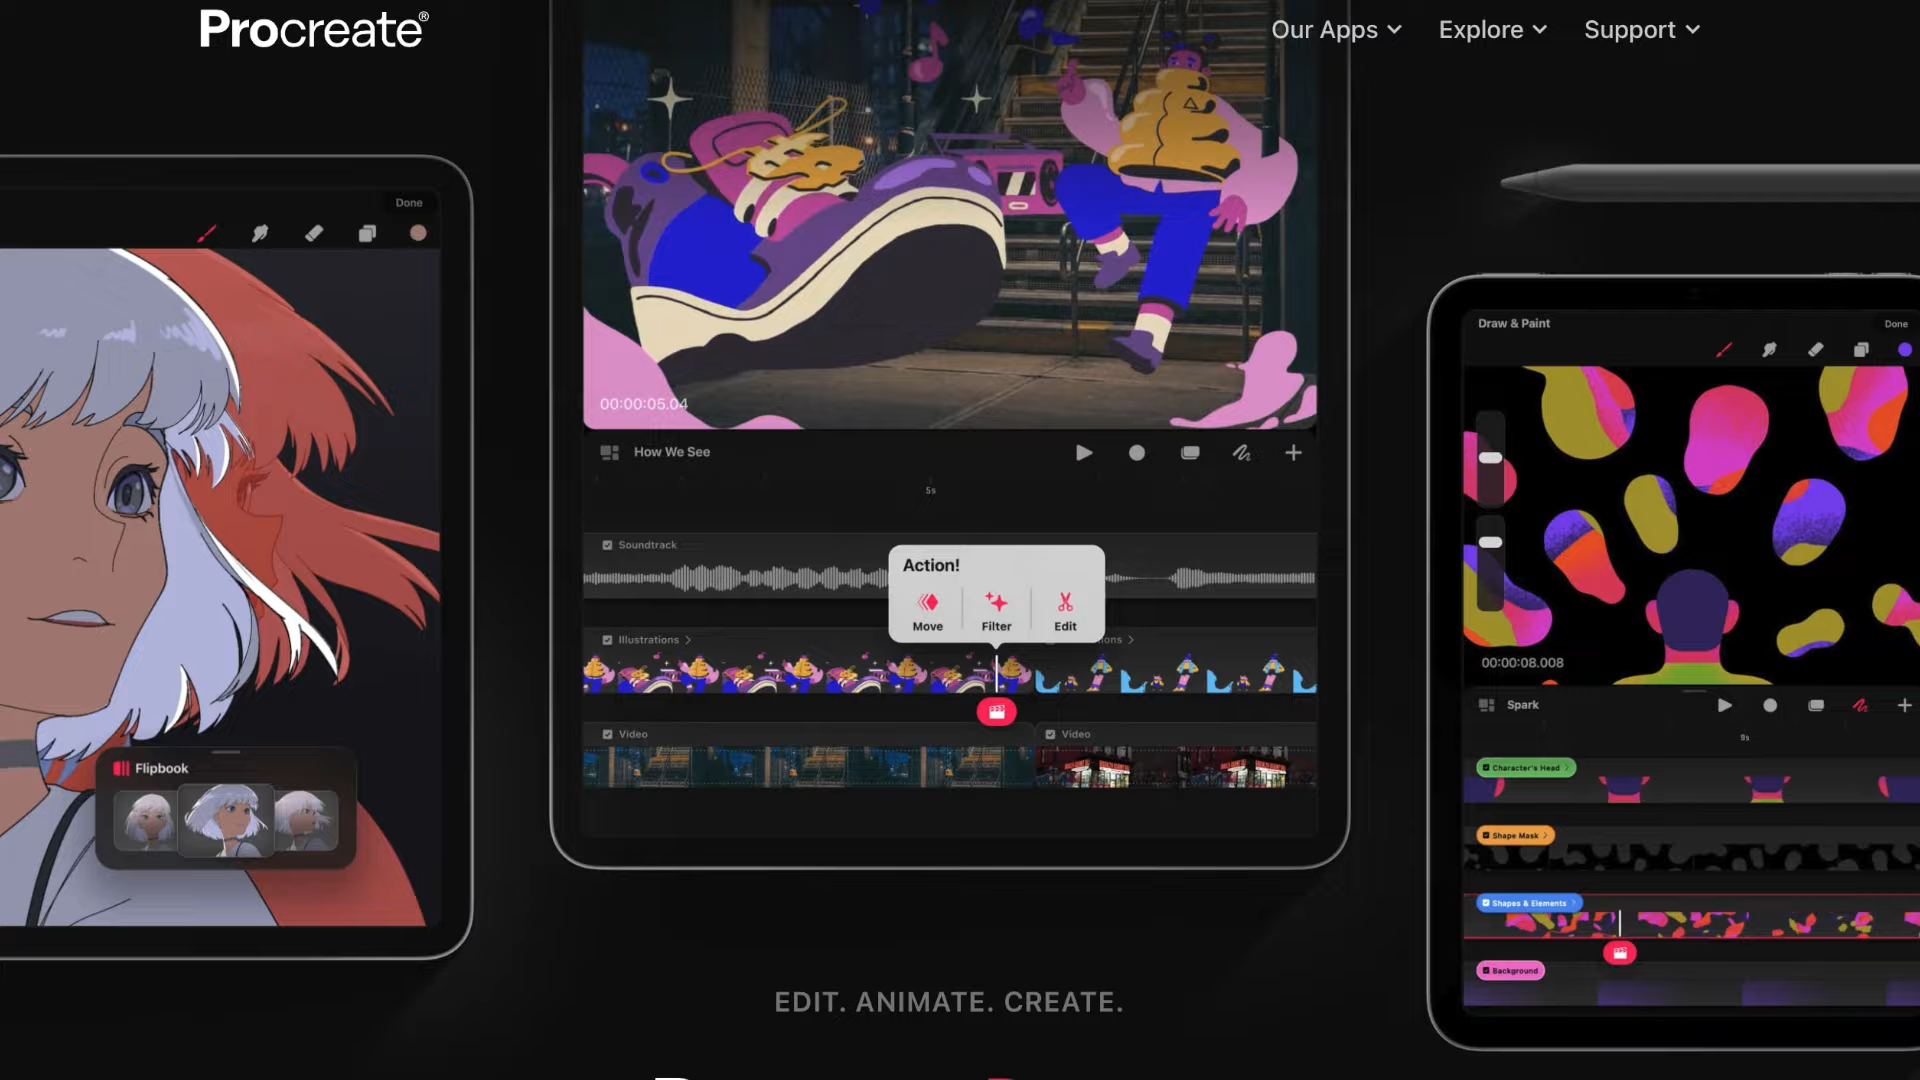 Procreate®
Our Apps
Explore
Support
Done
Flipbook
00:00:05.04
How We See
5s
Soundtrack
Action!
Move
Filter
Edit
Illustrations
ons
Video
Video
Draw & Paint
Done
00:00:08.008
Spark
9s
Character's Head
Shape Mask
Shapes & Elements
Background
EDIT. ANIMATE. CREATE.